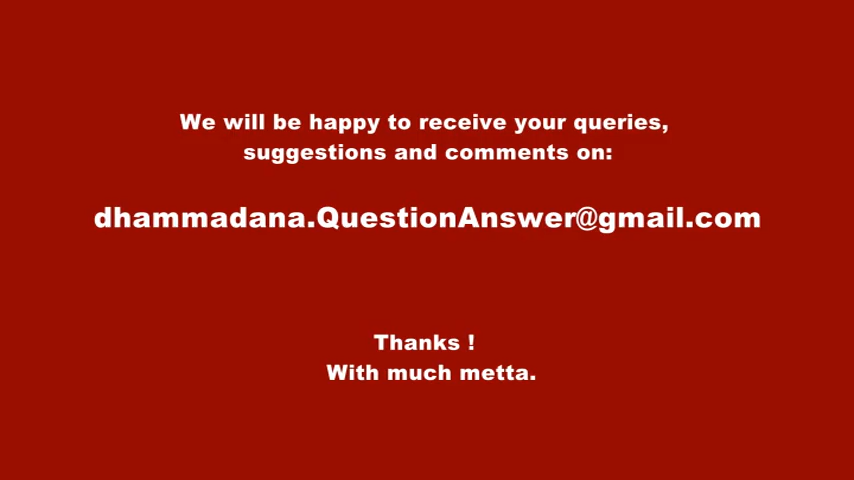 We will be happy to receive your queries,
suggestions and comments on:
dhammadana.QuestionAnswer@gmail.com
Thanks !
With much metta.